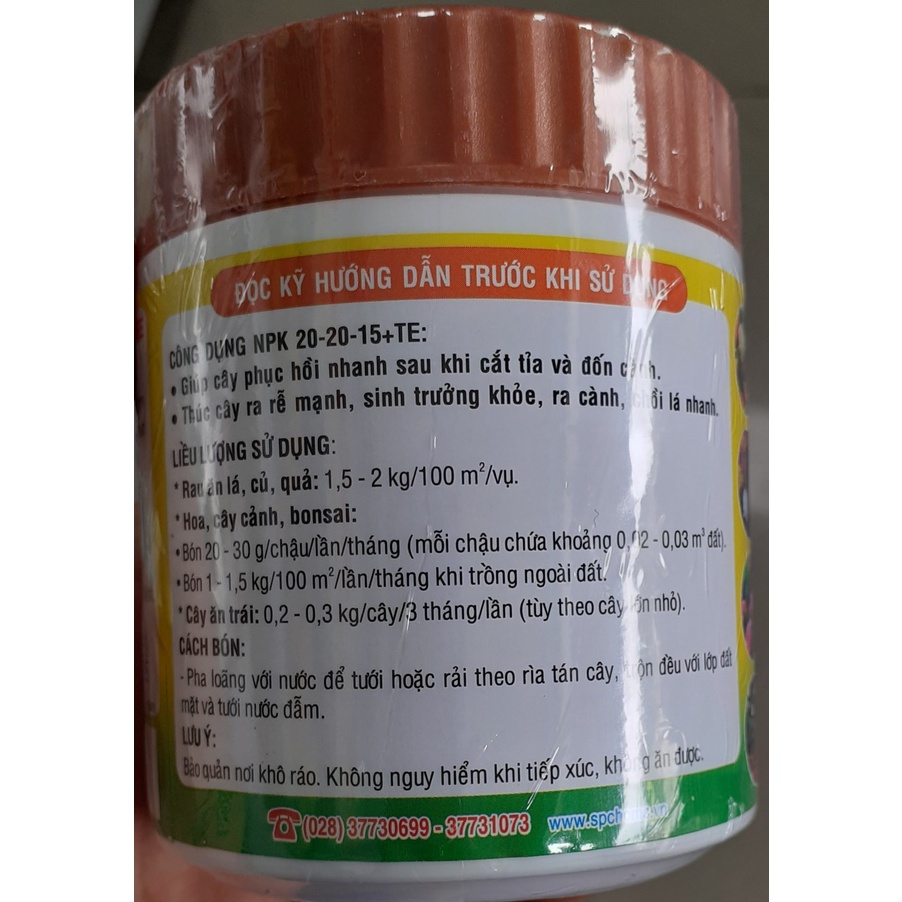 ĐỌC KỸ HƯỚNG DẪN TRƯỚC KHI SỬ DỤNG
CÔNG DỤNG NPK 20-20-15+TE:
• Giúp cây phục hồi nhanh sau khi cắt tỉa và đốn cành.
• Thúc cây ra rễ mạnh, sinh trưởng khỏe, ra cành, chồi lá nhanh.
LIỀU LƯỢNG SỬ DỤNG:
* Rau ăn lá, củ, quả: 1,5 - 2 kg/100 m²/vụ.
* Hoa, cây cảnh, bonsai:
• Bón 20 - 30 g/chậu/lần/tháng (mỗi chậu chứa khoảng 0,02 - 0,03 m³ đất).
• Bón 1 - 1,5 kg/100 m²/lần/tháng khi trồng ngoài đất.
* Cây ăn trái: 0,2 - 0,3 kg/cây/3 tháng/lần (tùy theo cây lớn nhỏ).
CÁCH BÓN:
- Pha loãng với nước để tưới hoặc rải theo rìa tán cây, trộn đều với lớp đất
mặt và tưới nước đẫm.
LƯU Ý:
Bảo quản nơi khô ráo. Không nguy hiểm khi tiếp xúc, không ăn được.
(028) 37730699 - 37731073